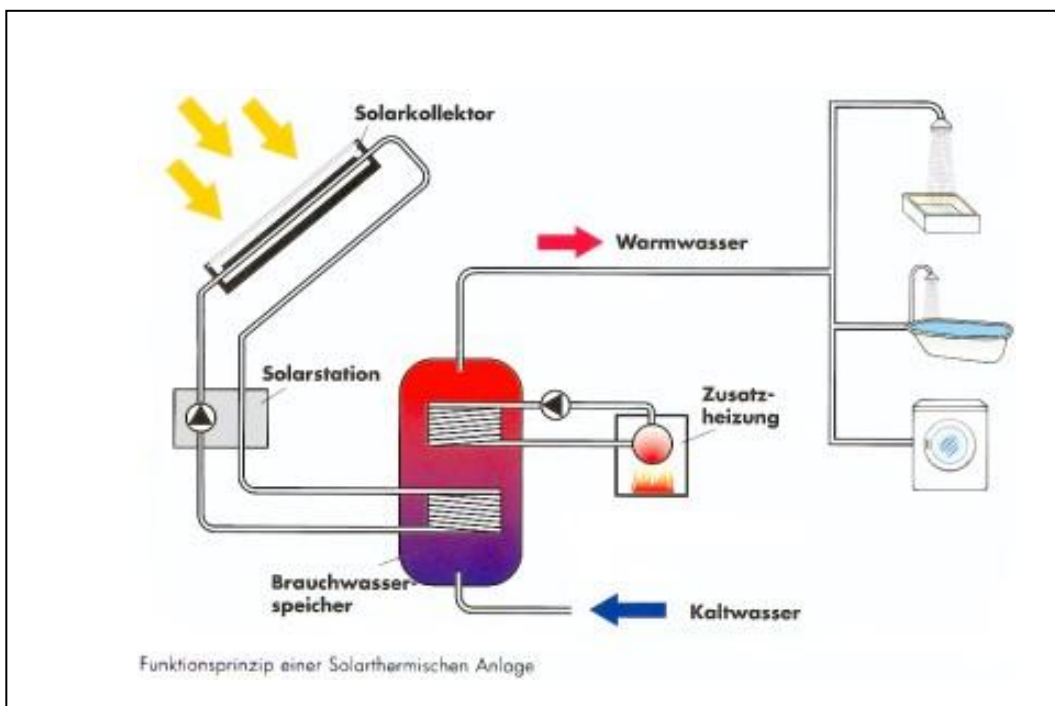 Solarkollektor
Warmwasser
Solarstation
Zusatz-
heizung
Brauchwasser-
speicher
Kaltwasser
Funktionsprinzip einer Solarthermischen Anlage